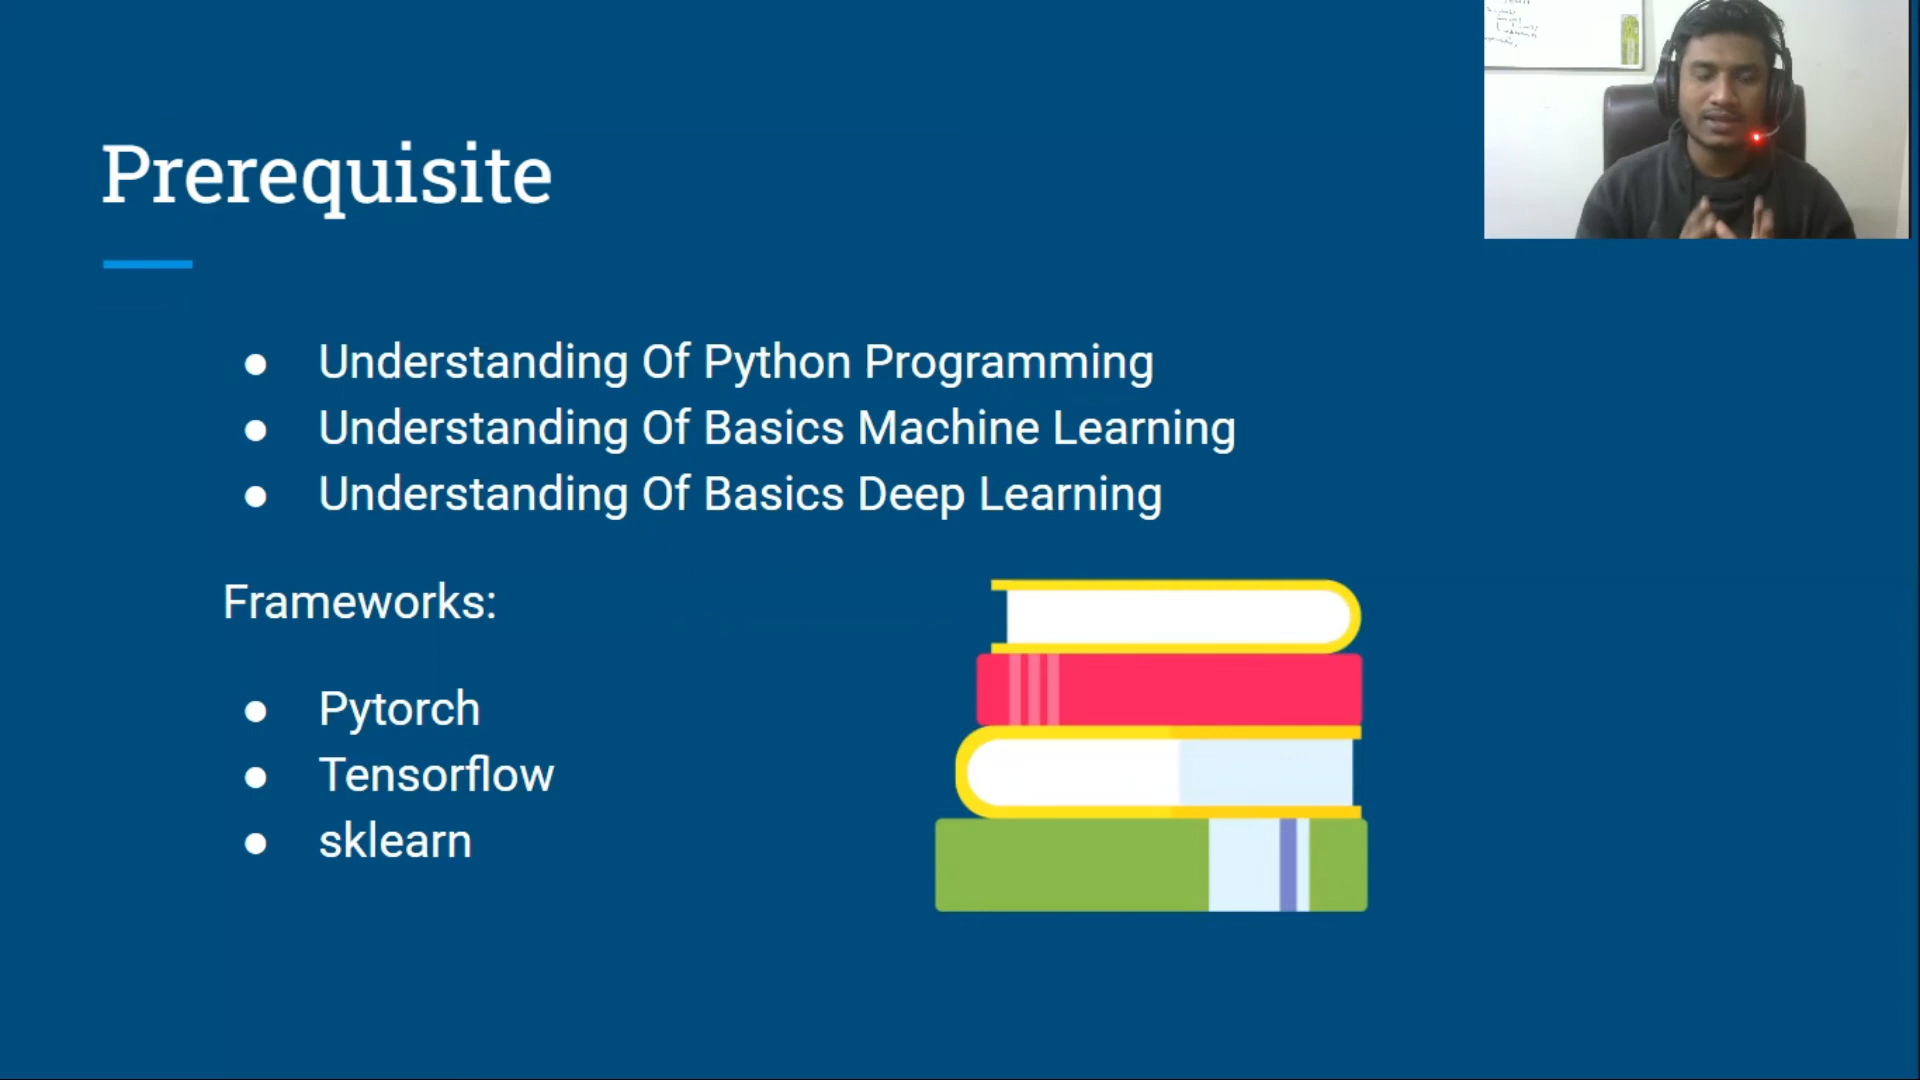 Prerequisite
● Understanding Of Python Programming
● Understanding Of Basics Machine Learning
● Understanding Of Basics Deep Learning
Frameworks:
● Pytorch
● Tensorflow
● sklearn